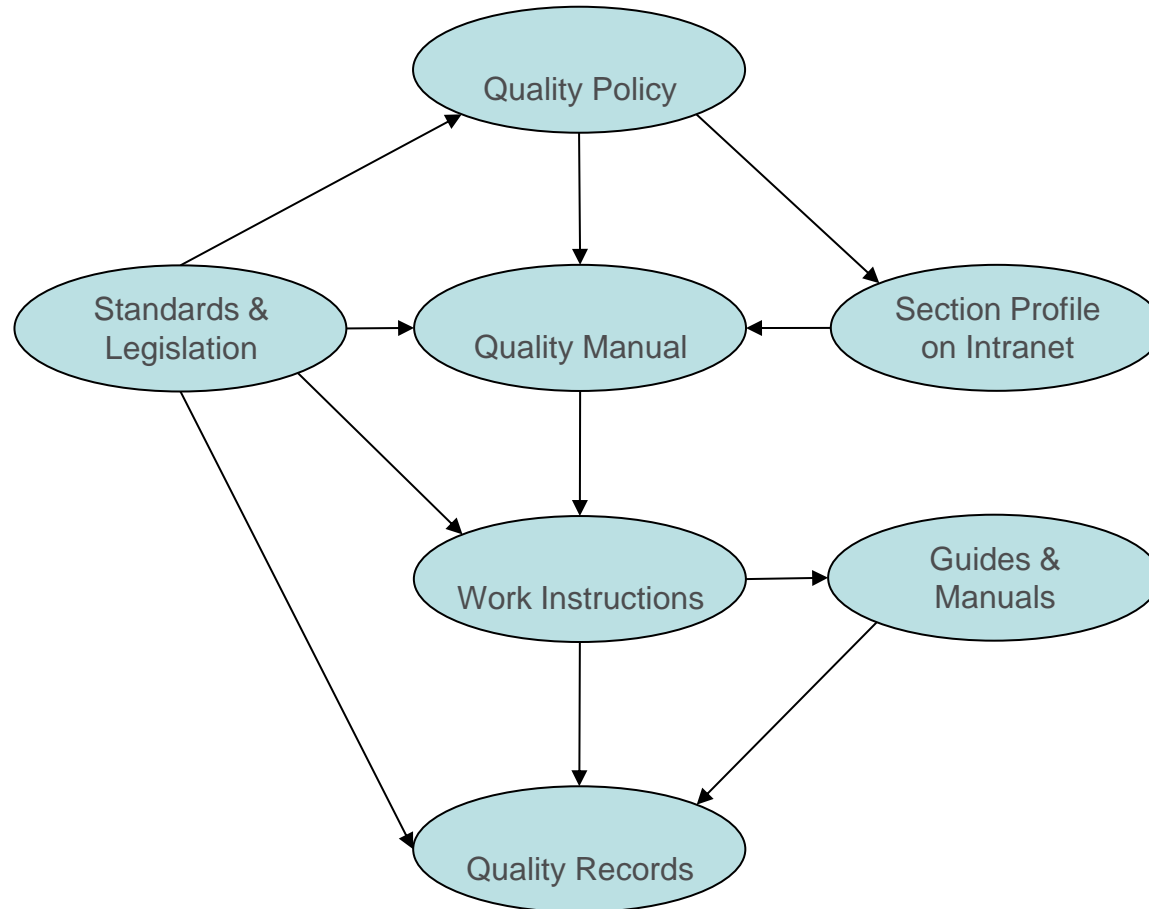 Quality Policy
Standards &
Legislation
Quality Manual
Section Profile
on Intranet
Work Instructions
Guides &
Manuals
Quality Records